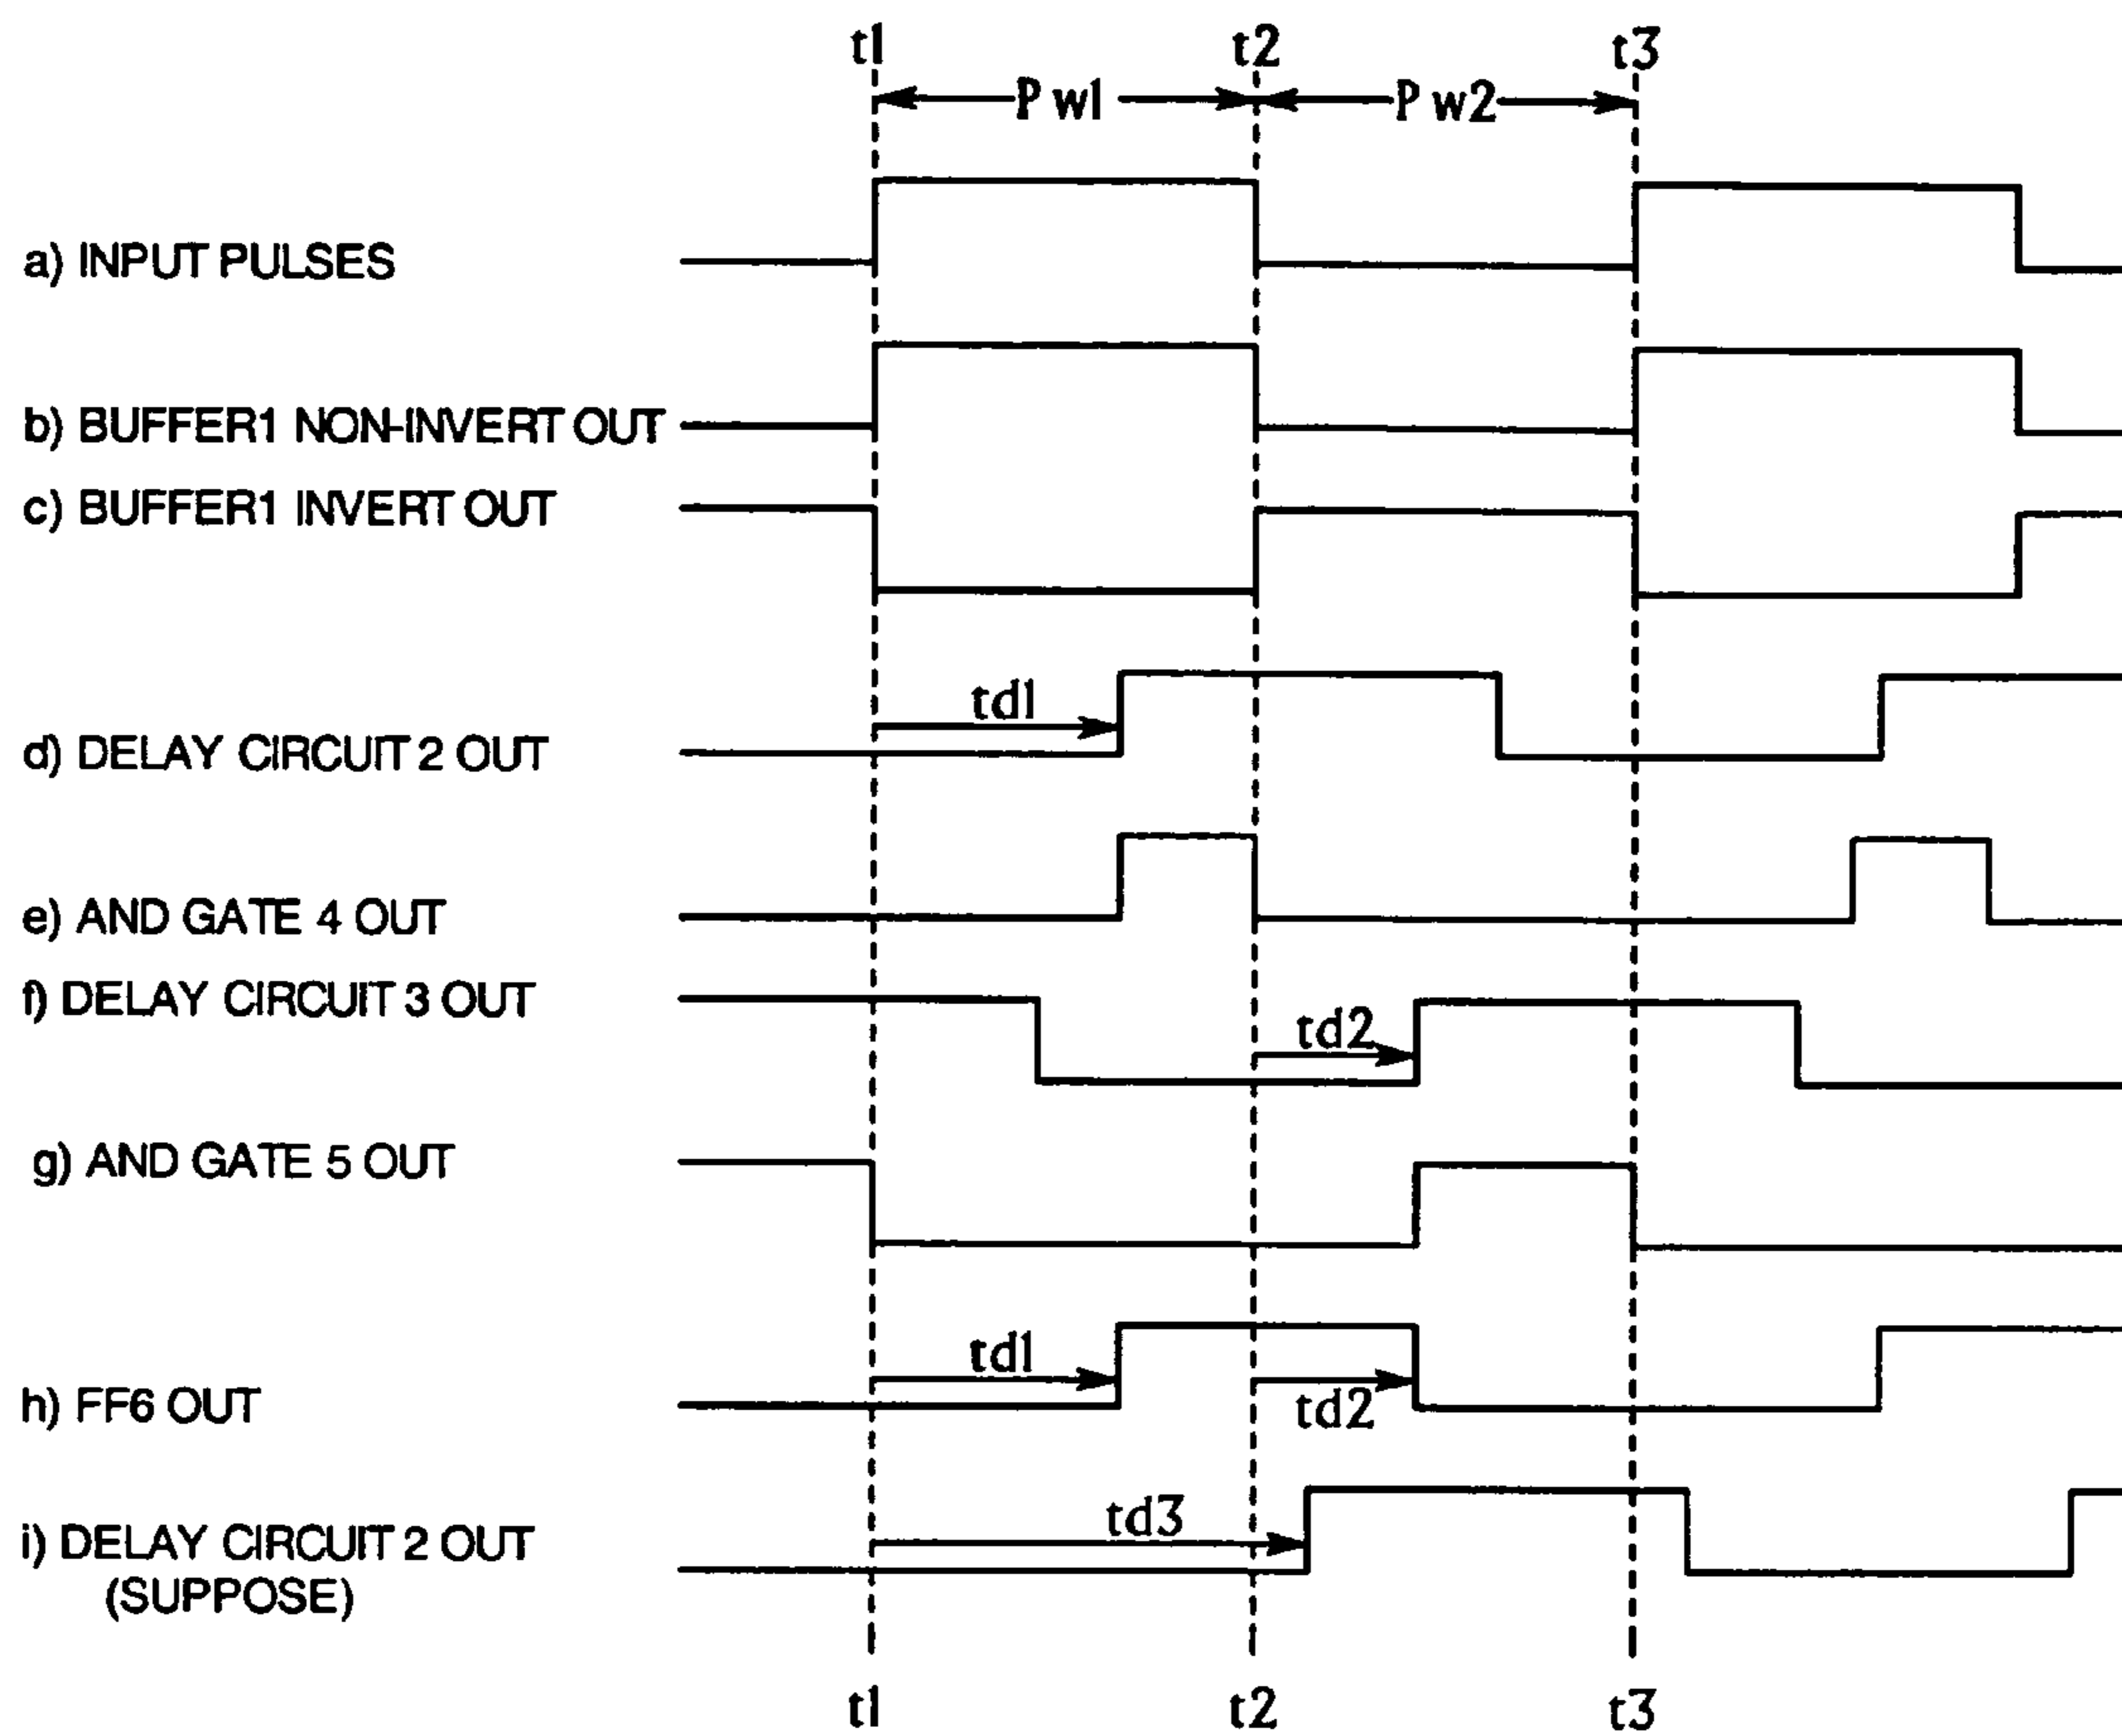 t1 t2 t3
Pw1 Pw2
a) INPUT PULSES
b) BUFFER1 NON-INVERT OUT
c) BUFFER1 INVERT OUT
td1
d) DELAY CIRCUIT 2 OUT
e) AND GATE 4 OUT
f) DELAY CIRCUIT 3 OUT
td2
g) AND GATE 5 OUT
td1
h) FF6 OUT
td2
td3
i) DELAY CIRCUIT 2 OUT
(SUPPOSE)
t1 t2 t3